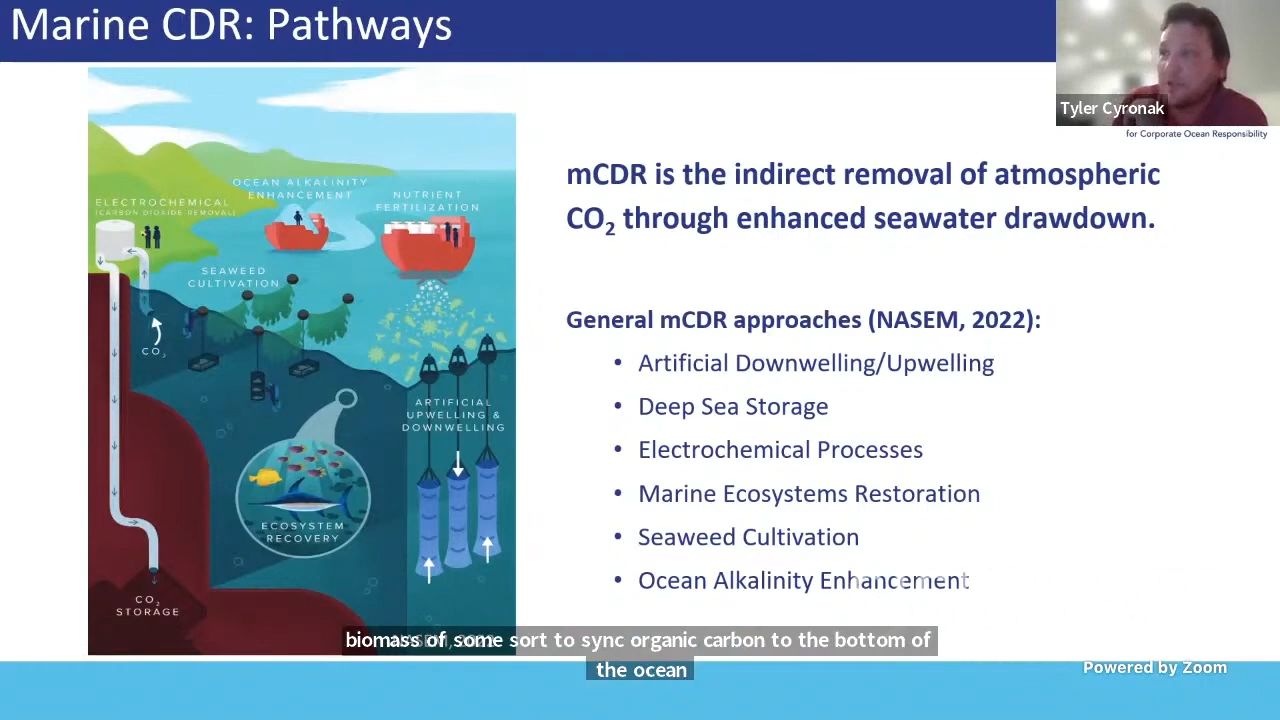 Marine CDR: Pathways
Tyler Cyronak
for Corporate Ocean Responsibility
ELECTROCHEMICAL
(CARBON DIOXIDE REMOVAL)
OCEAN ALKALINITY
ENHANCEMENT
NUTRIENT
FERTILIZATION
SEAWEED
CULTIVATION
CO₂
ARTIFICIAL
UPWELLING &
DOWNWELLING
ECOSYSTEM
RECOVERY
CO₂
STORAGE
mCDR is the indirect removal of atmospheric
CO₂ through enhanced seawater drawdown.
General mCDR approaches (NASEM, 2022):
• Artificial Downwelling/Upwelling
• Deep Sea Storage
• Electrochemical Processes
• Marine Ecosystems Restoration
• Seaweed Cultivation
• Ocean Alkalinity Enhancement
biomass of some sort to sync organic carbon to the bottom of
the ocean
Powered by Zoom